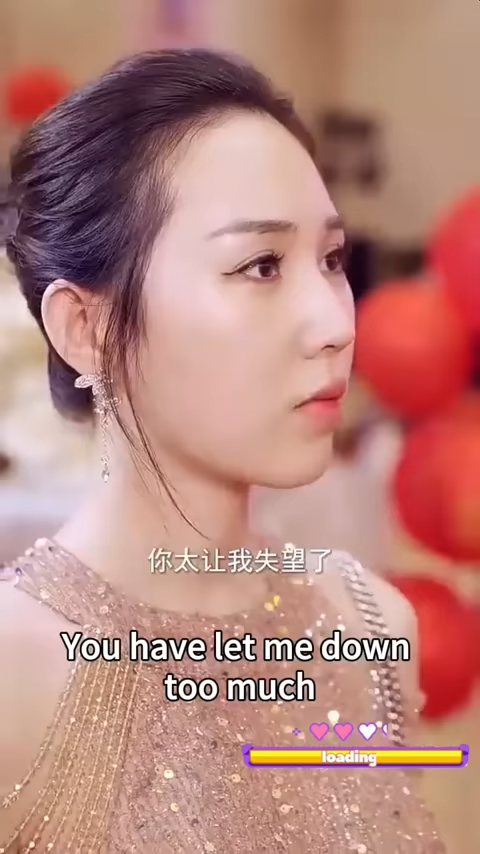 你太让我失望了
You have let me down
too much
loading